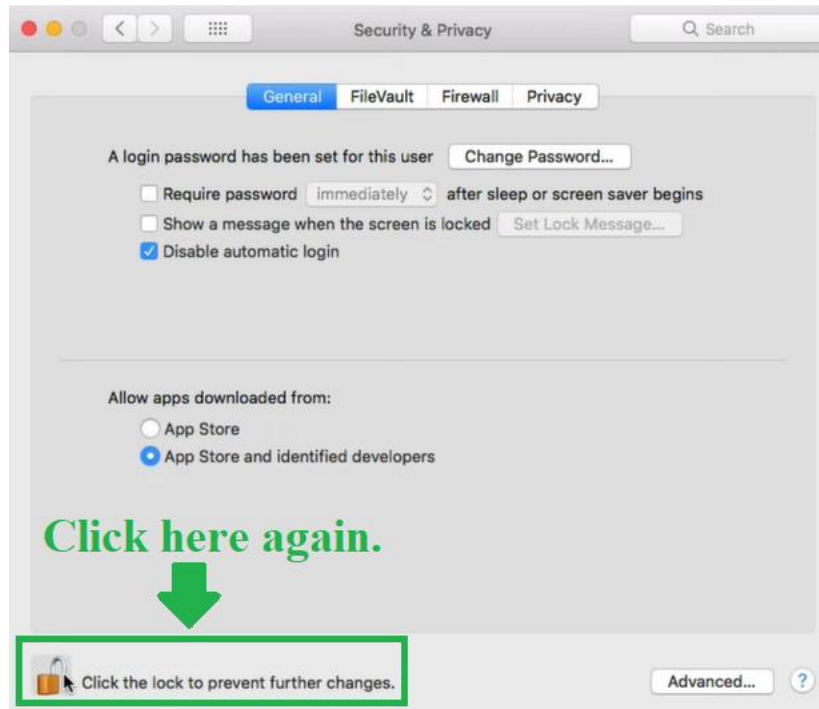 Security & Privacy
Search
General FileVault Firewall Privacy
A login password has been set for this user Change Password...
Require password immediately after sleep or screen saver begins
Show a message when the screen is locked Set Lock Message...
Disable automatic login
Allow apps downloaded from:
App Store
App Store and identified developers
Click here again.
Click the lock to prevent further changes.
Advanced... ?